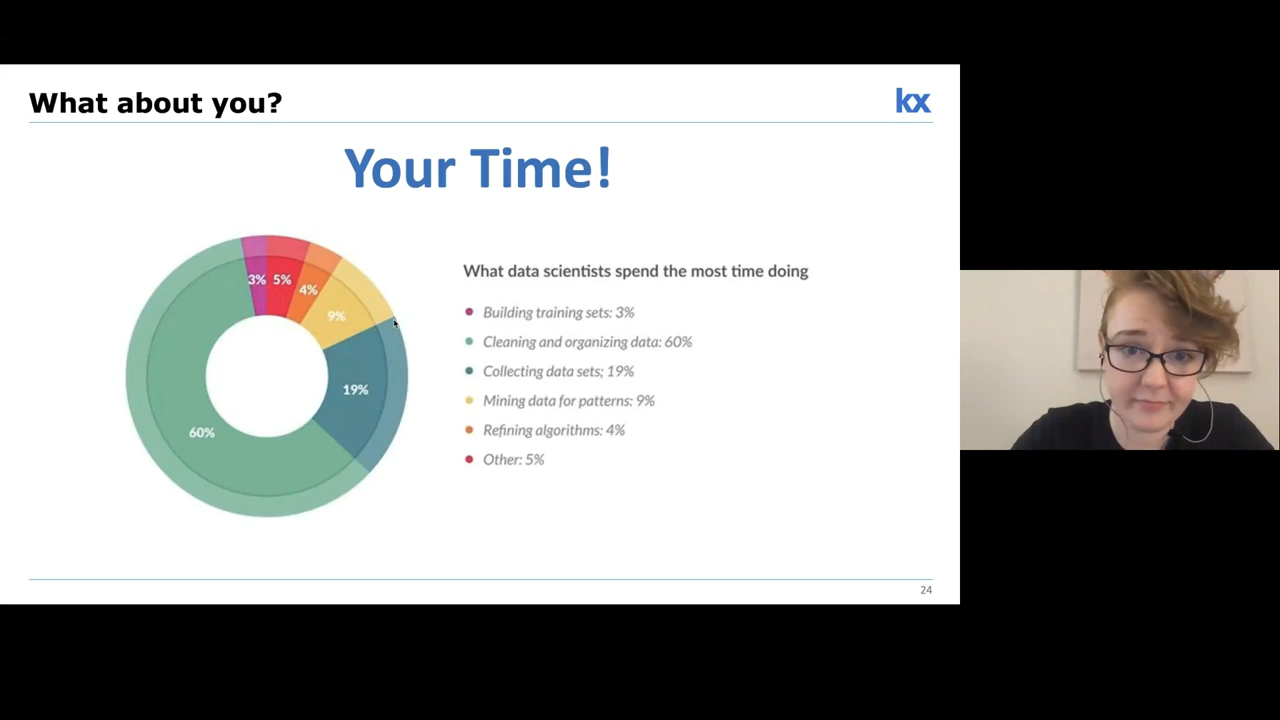 What about you?
kx
Your Time!
3%
5%
4%
9%
19%
60%
What data scientists spend the most time doing
Building training sets: 3%
Cleaning and organizing data: 60%
Collecting data sets; 19%
Mining data for patterns: 9%
Refining algorithms: 4%
Other: 5%
24